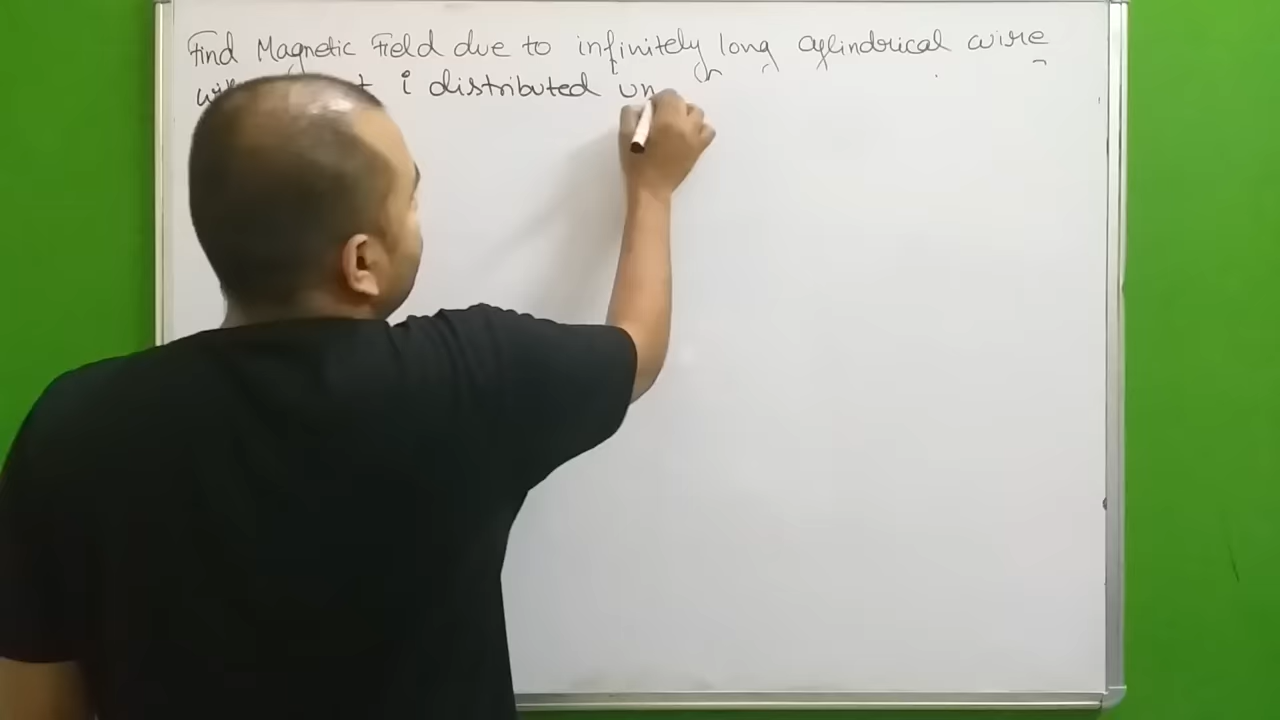 Find Magnetic Field due to infinitely long cylindrical wire
i distributed un